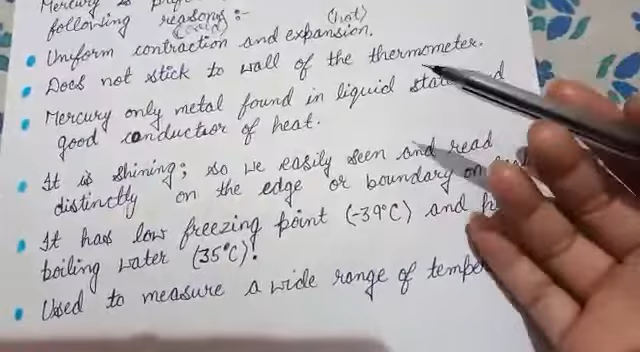 Mercury is
following reasons:-
(cold) (hot)
Uniform contraction and expansion.
Does not stick to wall of the thermometer.
Mercury only metal found in liquid state
good conductior of heat.
It is shining; so we easily seen and read
distinctly on the edge or boundary on
It has low freezing point (-39°C) and
boiling water (35°C)!
Used to measure a wide range of